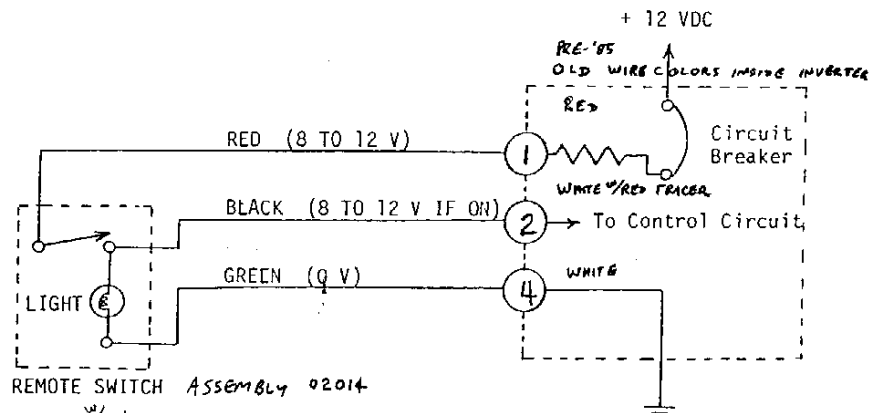 + 12 VDC
PRE-'85
OLD WIRE COLORS INSIDE INVERTER
RED
RED (8 TO 12 V)
1
Circuit
Breaker
WHITE W/RED TRACER
BLACK (8 TO 12 V IF ON)
2
To Control Circuit
GREEN (0 V)
4
WHITE
LIGHT
REMOTE SWITCH ASSEMBLY 02014
W/